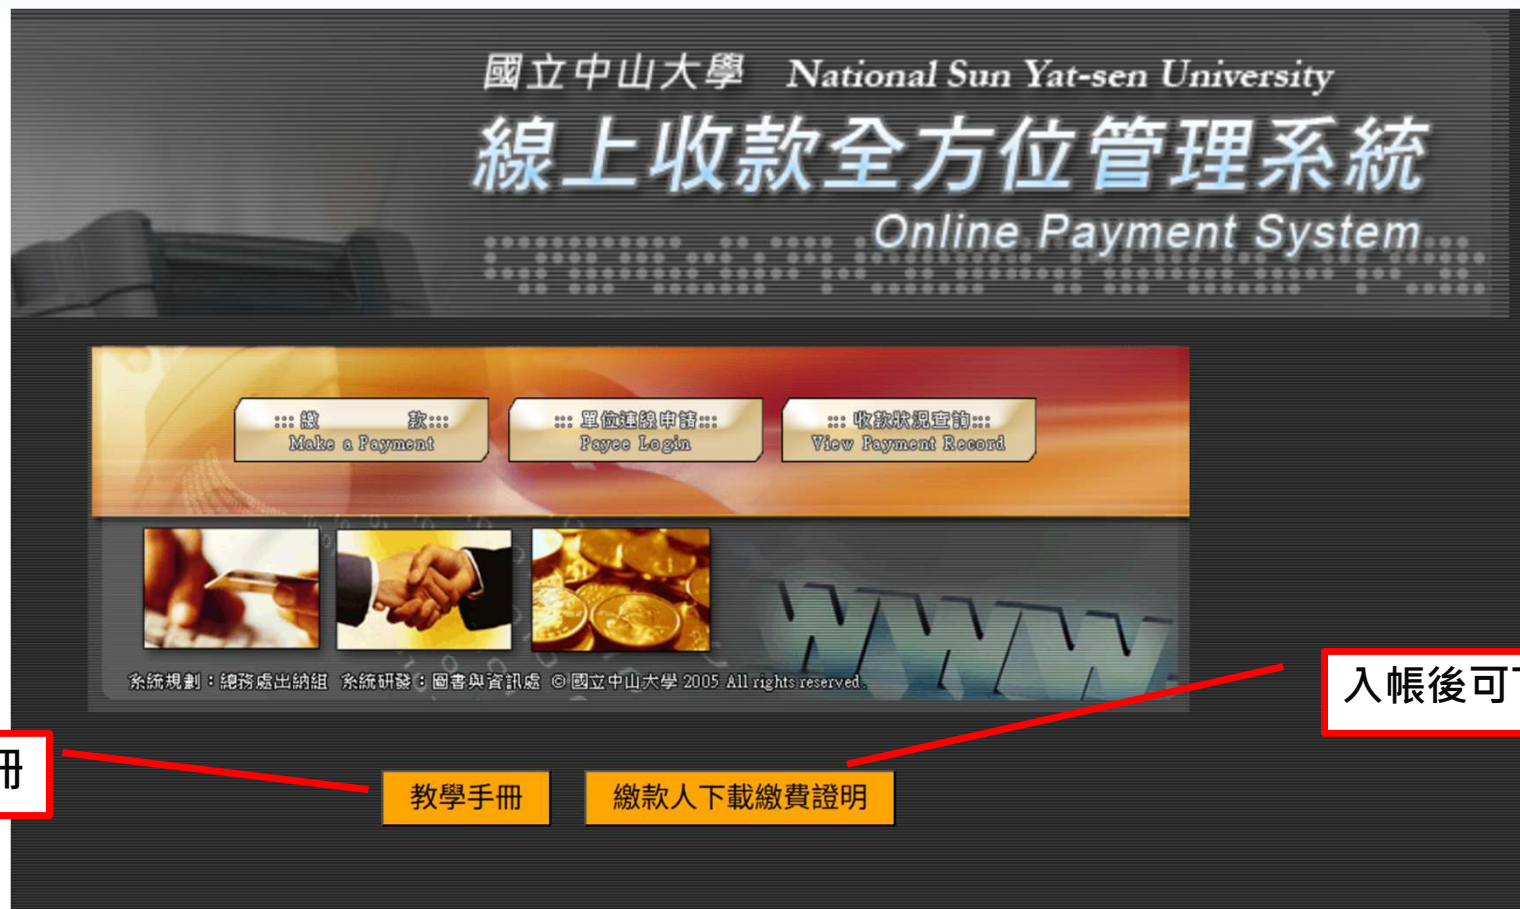 國立中山大學 National Sun Yat-sen University
線上收款全方位管理系統
Online Payment System
::: 繳 款:::
Make a Payment
::: 單位連線申請:::
Payee Login
::: 收款狀況查詢:::
View Payment Record
WWW
系統規劃：總務處出納組 系統研發：圖書與資訊處 ©國立中山大學 2005 All rights reserved.
入帳後可
冊
教學手冊
繳款人下載繳費證明